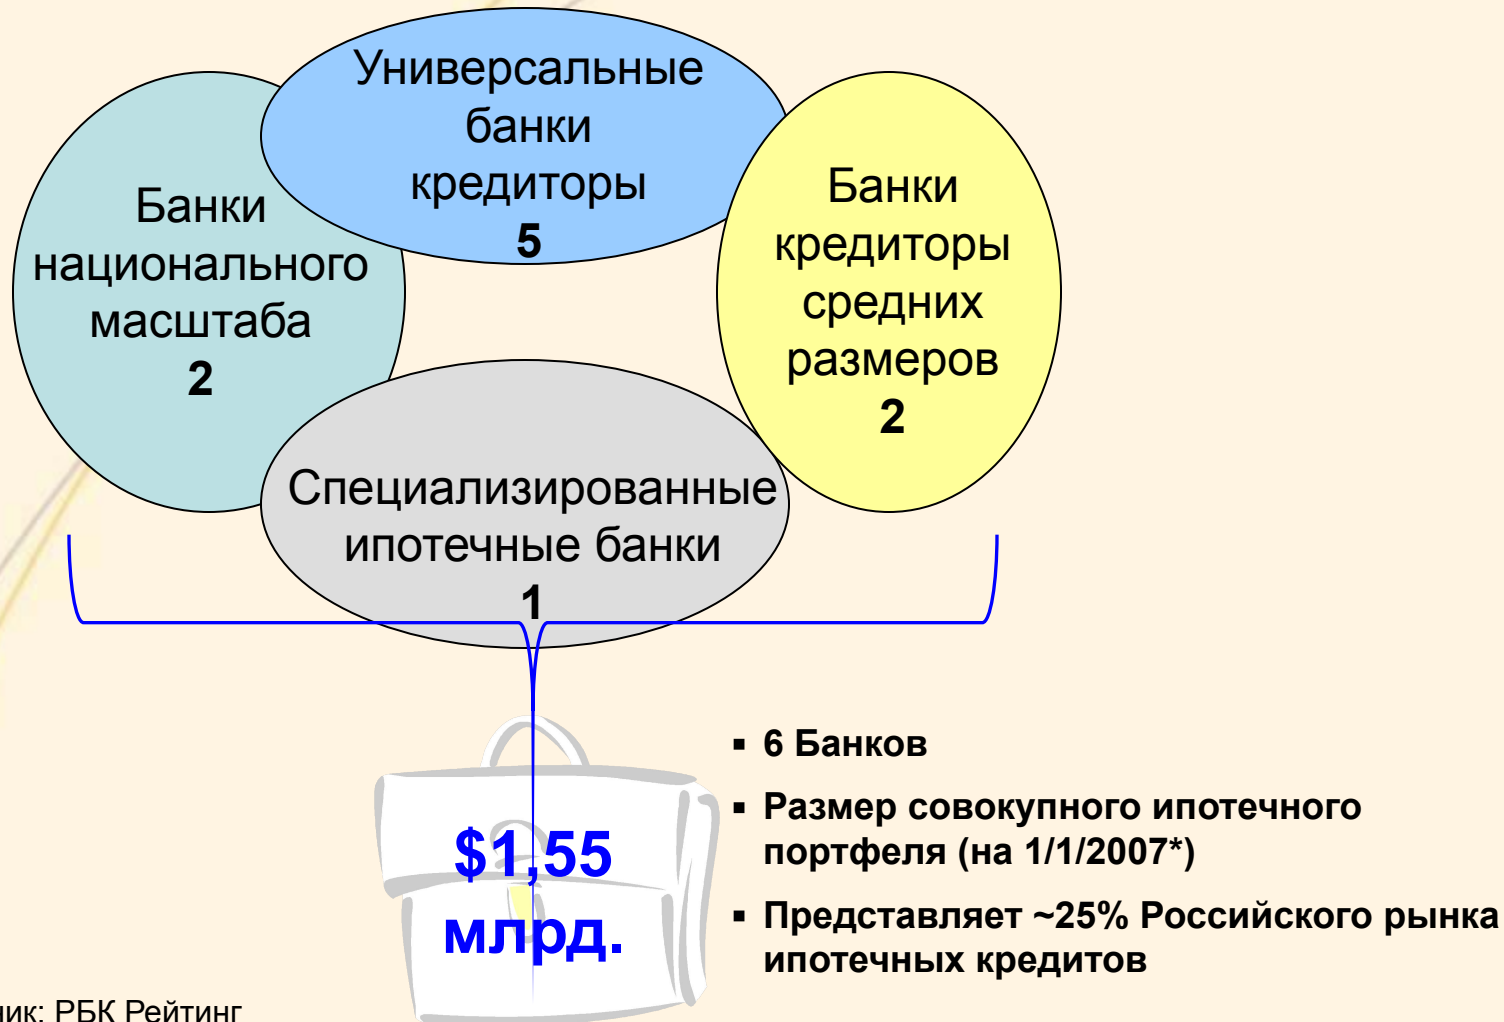 Универсальные
банки
кредиторы
5
Банки
национального
масштаба
2
Банки
кредиторы
средних
размеров
2
Специализированные
ипотечные банки
1
$1,55
млрд.
▪ 6 Банков
▪ Размер совокупного ипотечного
портфеля (на 1/1/2007*)
▪ Представляет ~25% Российского рынка
ипотечных кредитов
ник: РБК Рейтинг